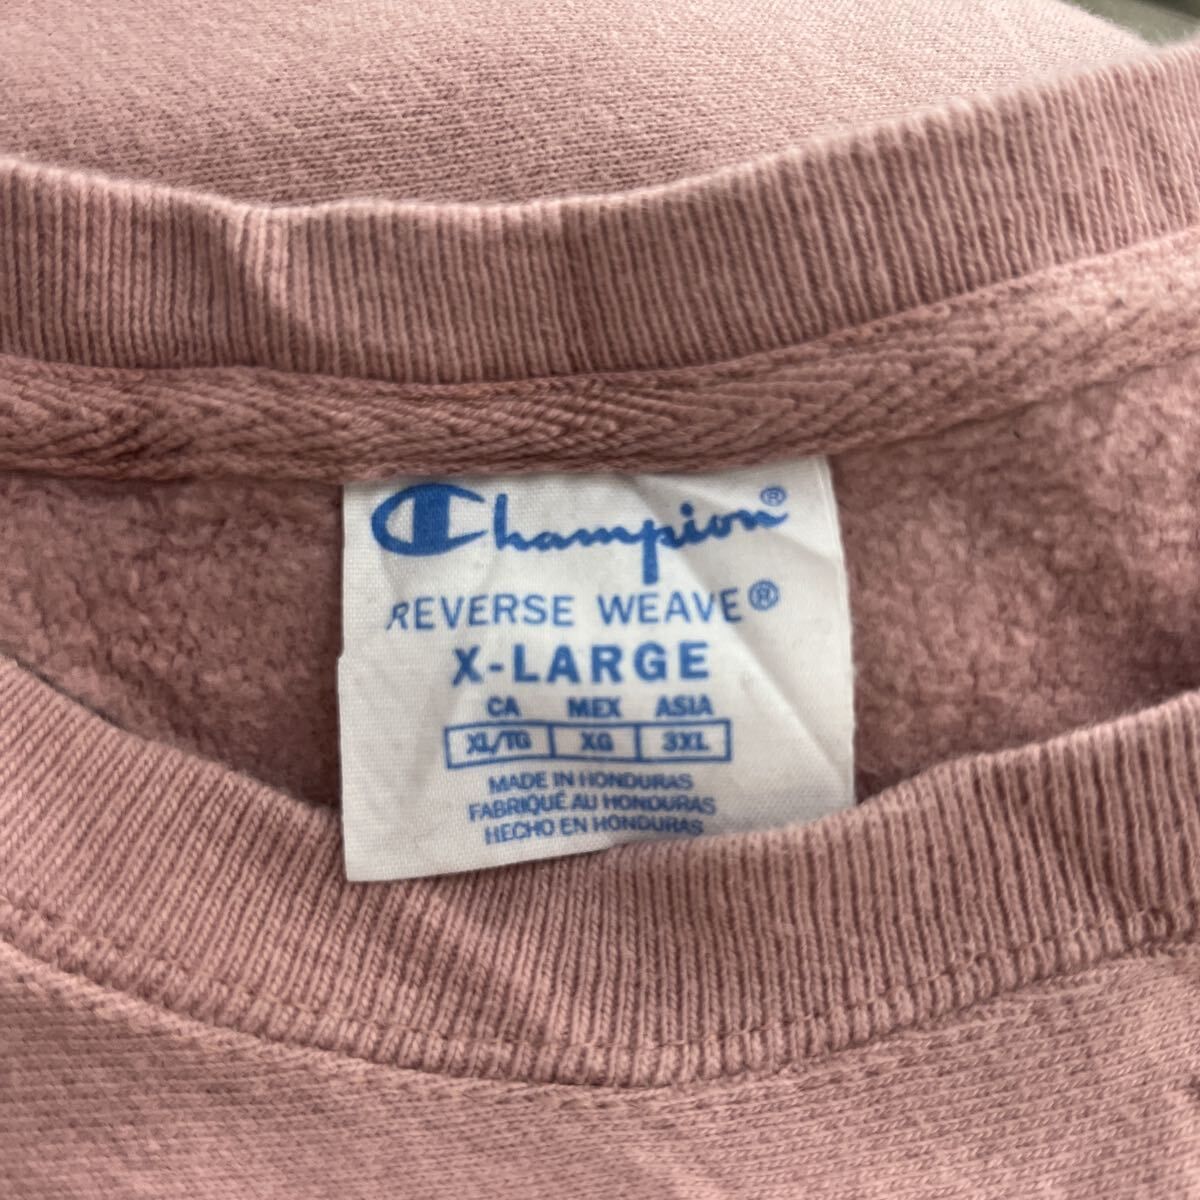 Champion®
REVERSE WEAVE®
X-LARGE
CA MEX ASIA
XL/TG XG 3XL
MADE IN HONDURAS
FABRIQUÉ AU HONDURAS
HECHO EN HONDURAS